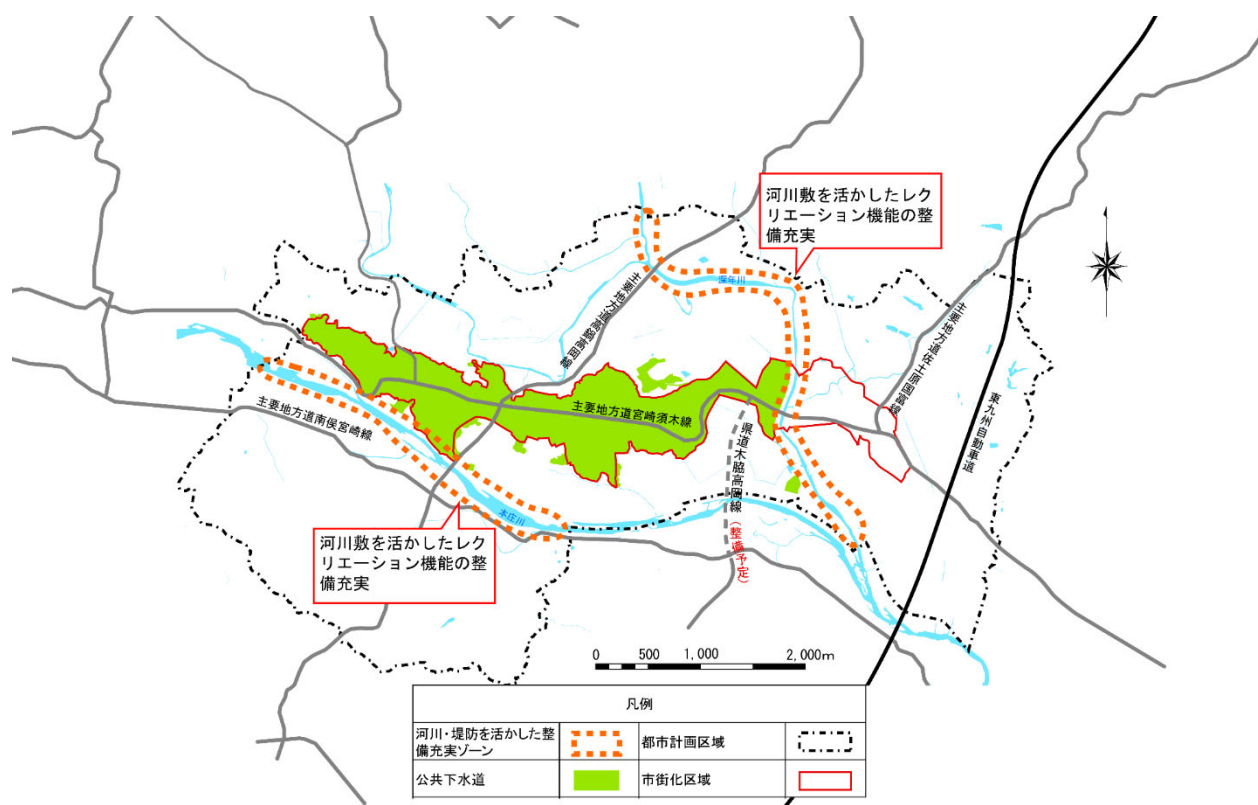 河川敷を活かしたレク
リエーション機能の整
備充実
深年川
主要地方道高鍋高岡線
主要地方道佐土原国富線
東九州自動車道
主要地方道宮崎須木線
主要地方道南俣宮崎線
県道木脇高岡線(整備予定)
本庄川
河川敷を活かしたレク
リエーション機能の整
備充実
0 500 1,000 2,000m
凡例
河川・堤防を活かした整
備充実ゾーン
都市計画区域
公共下水道
市街化区域